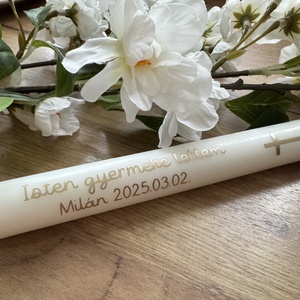 Isten gyermeke lettem!
Milán 2025.03.02.